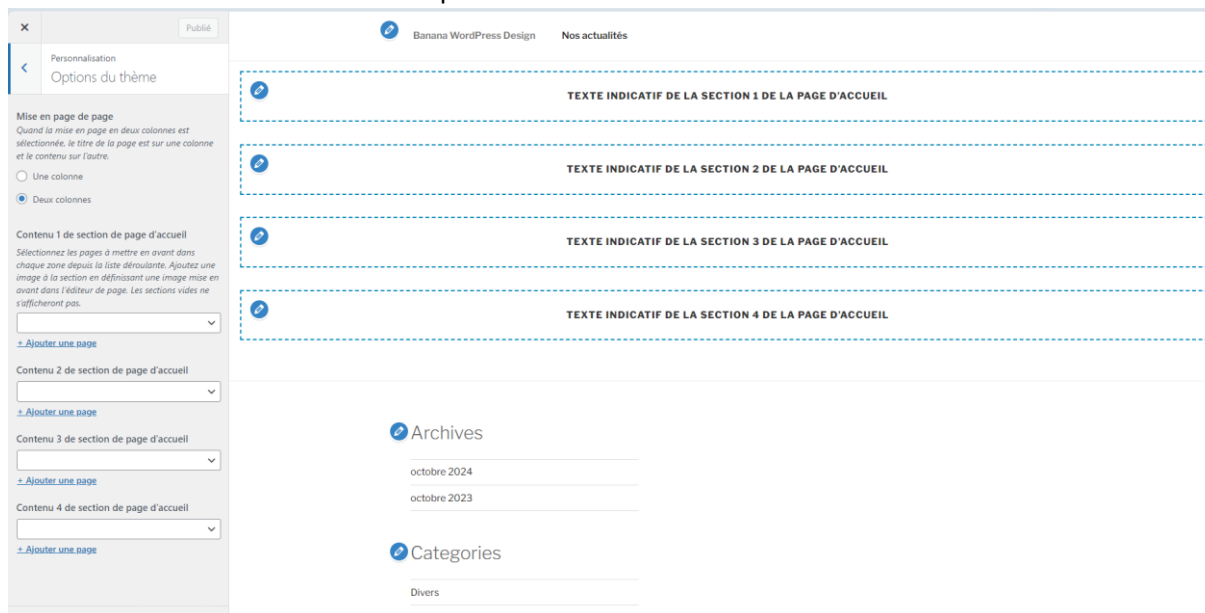 Publié
Personnalisation
Options du thème
Mise en page de page
Quand la mise en page en deux colonnes est
sélectionnée, le titre de la page est sur une colonne
et le contenu sur l'autre.
Une colonne
Deux colonnes
Contenu 1 de section de page d'accueil
Sélectionnez les pages à mettre en avant dans
chaque zone depuis la liste déroulante. Ajoutez une
image à la section en définissant une image mise en
avant dans l'éditeur de page. Les sections vides ne
s'afficheront pas.
+ Ajouter une page
Contenu 2 de section de page d'accueil
+ Ajouter une page
Contenu 3 de section de page d'accueil
+ Ajouter une page
Contenu 4 de section de page d'accueil
+ Ajouter une page
Banana WordPress Design Nos actualités
TEXTE INDICATIF DE LA SECTION 1 DE LA PAGE D'ACCUEIL
TEXTE INDICATIF DE LA SECTION 2 DE LA PAGE D'ACCUEIL
TEXTE INDICATIF DE LA SECTION 3 DE LA PAGE D'ACCUEIL
TEXTE INDICATIF DE LA SECTION 4 DE LA PAGE D'ACCUEIL
Archives
octobre 2024
octobre 2023
Categories
Divers